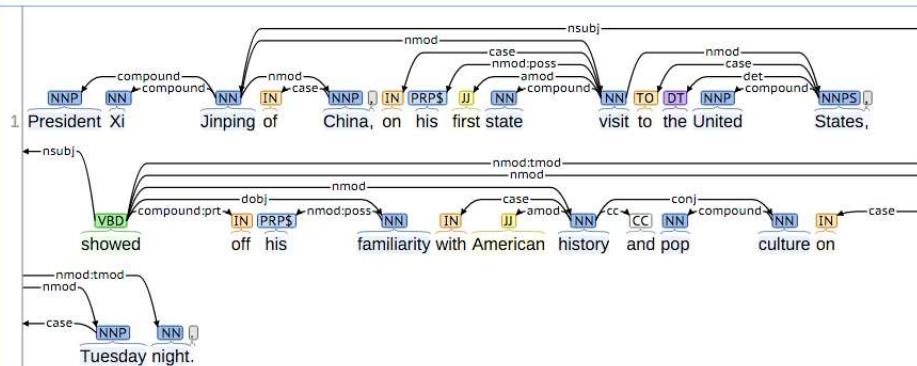 nsubj
nmod
case nmod
nmod:poss case
compound nmod amod det
compound case compound compound
NNP NN NN IN NNP , IN PRP$ JJ NN NN TO DT NNP NNPS ,
1 President Xi Jinping of China, on his first state visit to the United States,
nsubj nmod:tmod
nmod
nmod
dobj case conj
compound:prt nmod:poss amod cc compound case
VBD IN PRP$ NN IN JJ NN CC NN NN IN
showed off his familiarity with American history and pop culture on
nmod:tmod
nmod
case
NNP NN .
Tuesday night.